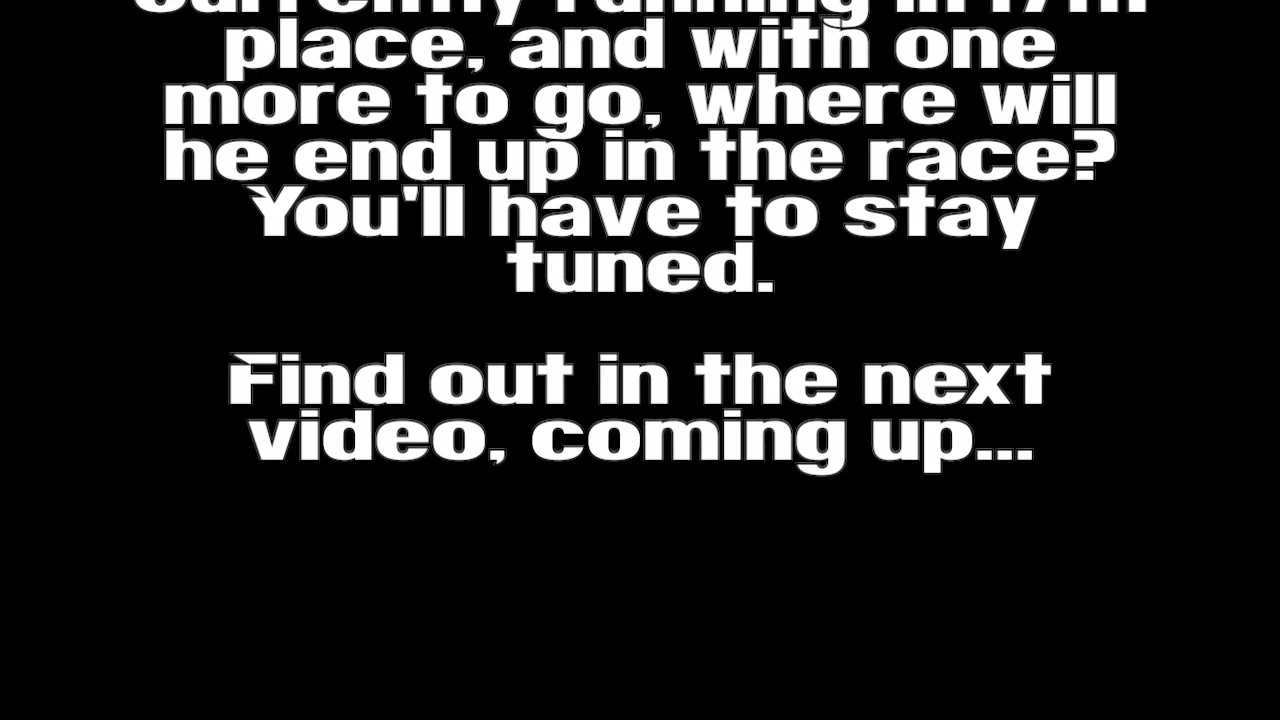 currently running in 17th
place, and with one
more to go, where will
he end up in the race?
You'll have to stay
tuned.
Find out in the next
video, coming up...